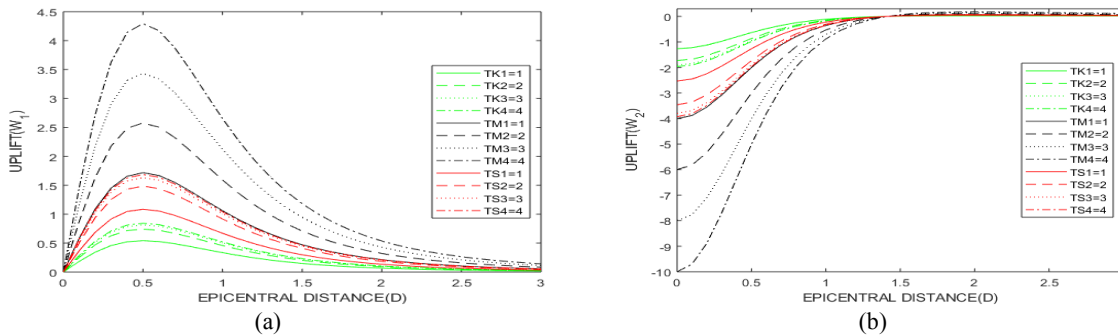 4.5
4
3.5
3
2.5
2
1.5
1
0.5
0
UPLIFT(W1)
0 0.5 1 1.5 2 2.5 3
EPICENTRAL DISTANCE(D)
TK1=1
TK2=2
TK3=3
TK4=4
TM1=1
TM2=2
TM3=3
TM4=4
TS1=1
TS2=2
TS3=3
TS4=4
(a)
0
-1
-2
-3
-4
-5
-6
-7
-8
-9
-10
UPLIFT(W2)
0 0.5 1 1.5 2 2.5
EPICENTRAL DISTANCE(D)
TK1=1
TK2=2
TK3=3
TK4=4
TM1=1
TM2=2
TM3=3
TM4=4
TS1=1
TS2=2
TS3=3
TS4=4
(b)